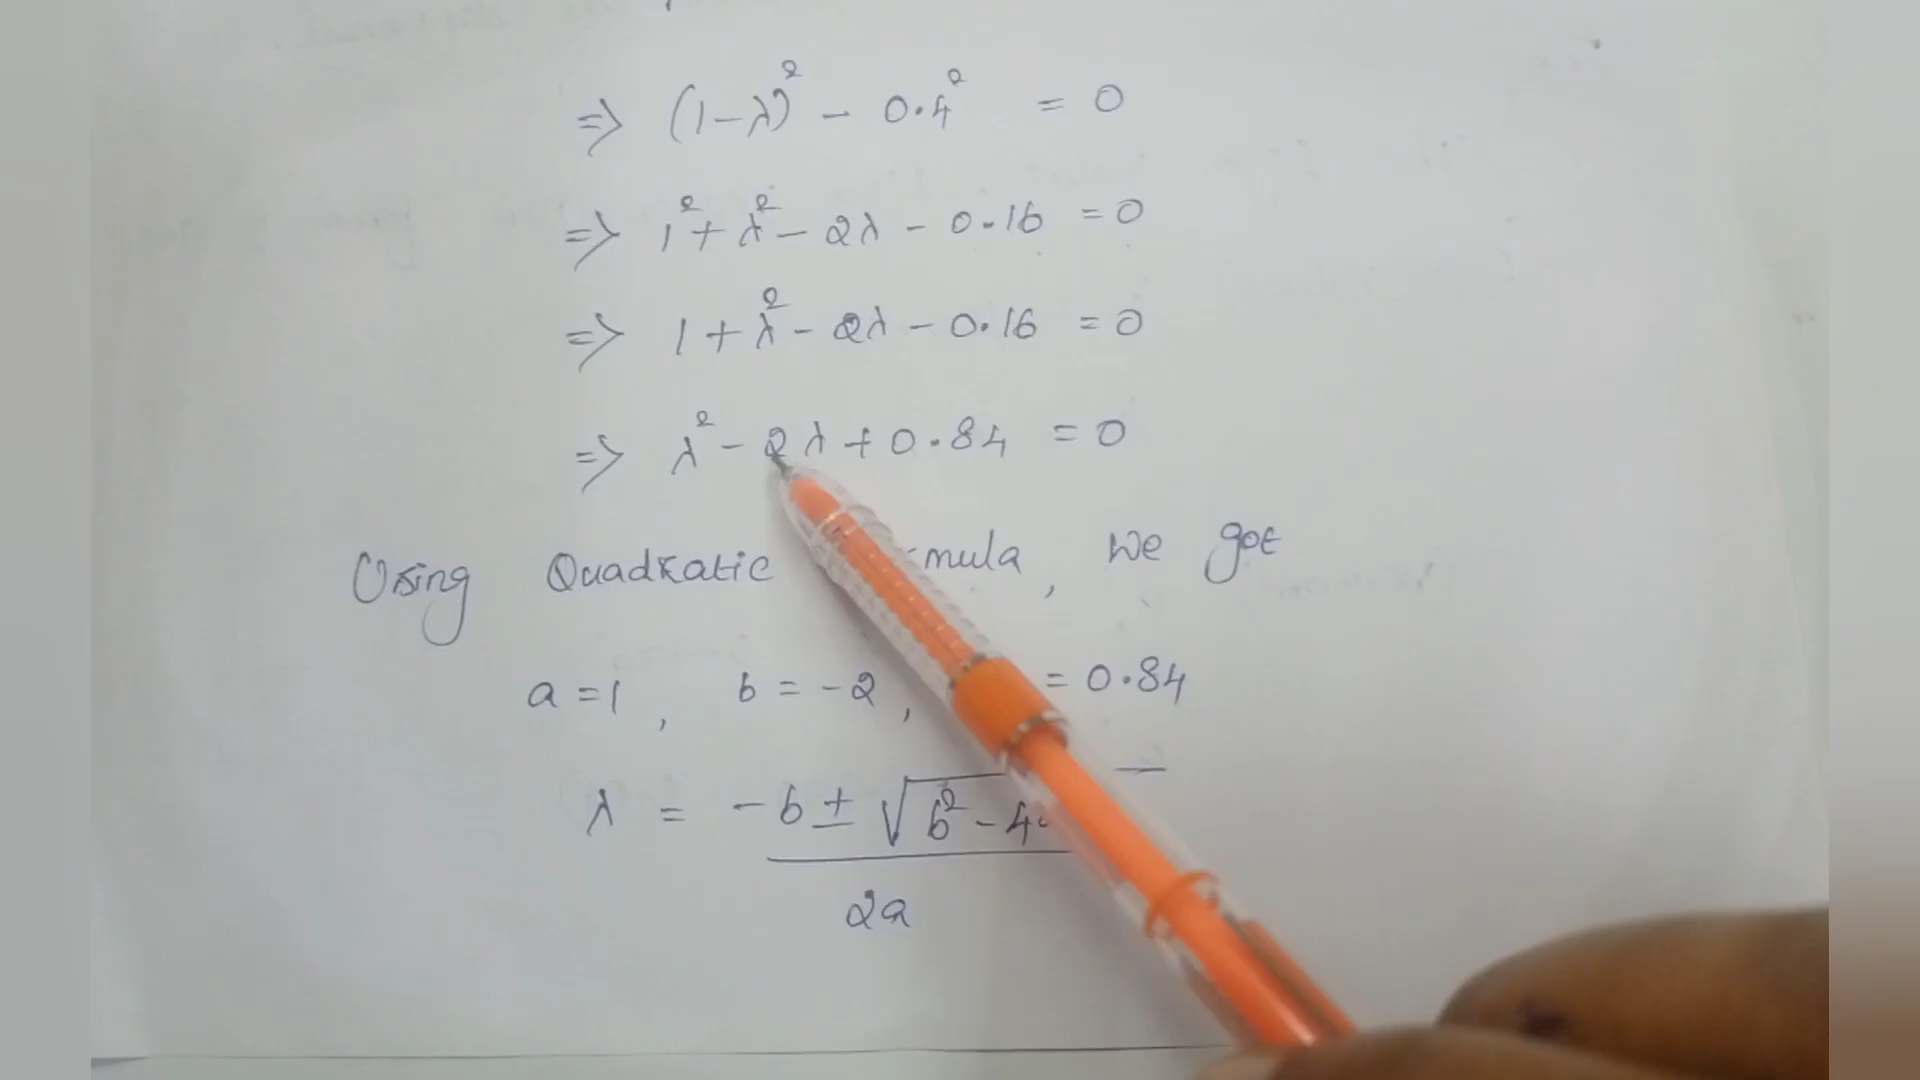 => (1-λ)² - 0.4² = 0
=> 1² + λ² - 2λ - 0.16 = 0
=> 1 + λ² - 2λ - 0.16 = 0
=> λ² - 2λ + 0.84 = 0
Using Quadratic mula, we got
a = 1, b = -2, = 0.84
λ = -b ± √b² - 4
2a